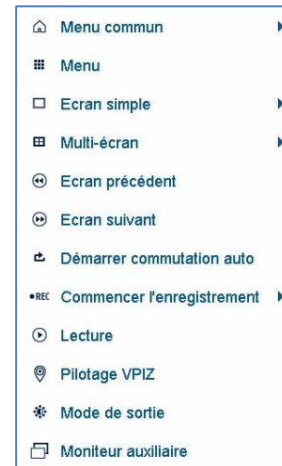 Menu commun
Menu
Ecran simple
Multi-écran
Ecran précédent
Ecran suivant
Démarrer commutation auto
REC Commencer l'enregistrement
Lecture
Pilotage VPIZ
Mode de sortie
Moniteur auxiliaire